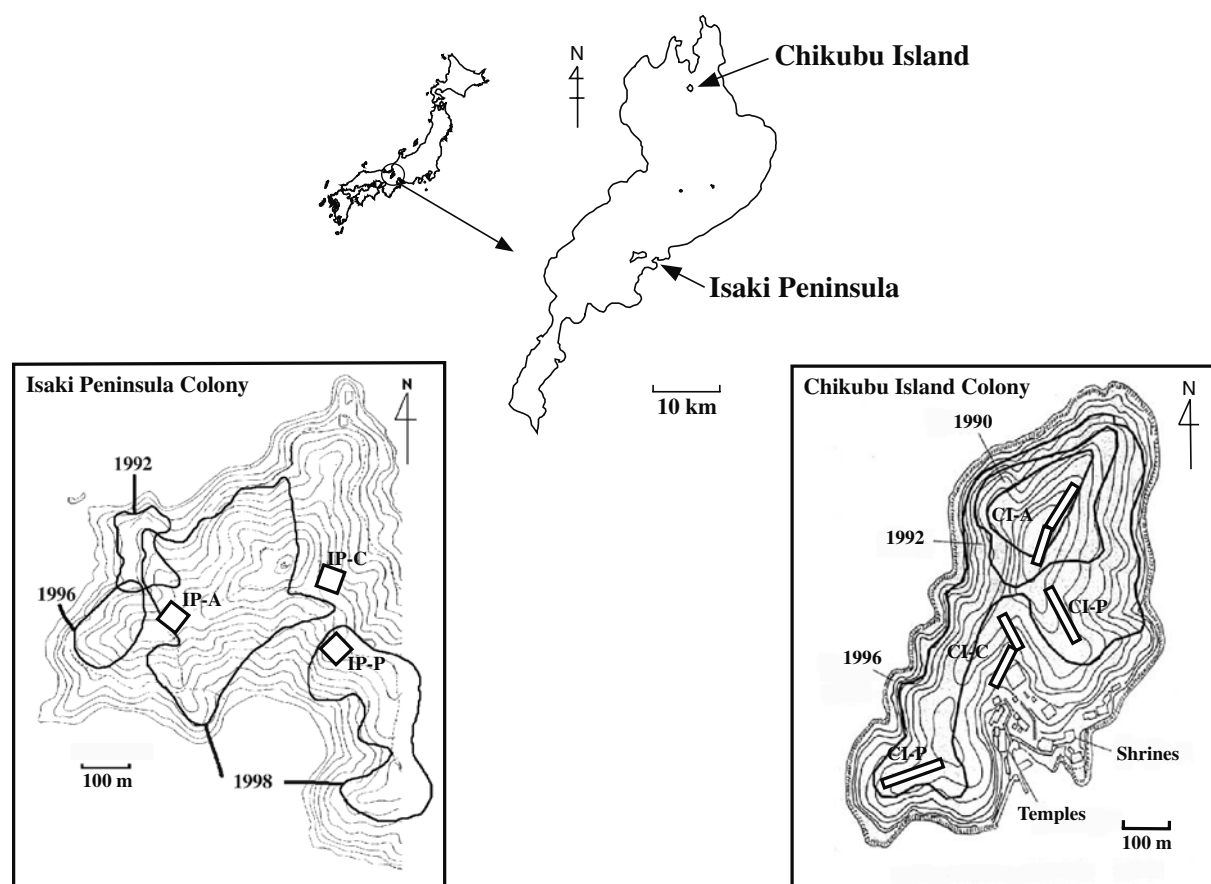 N
Chikubu Island
Isaki Peninsula
10 km
Isaki Peninsula Colony
N
1992
IP-C
1996
IP-A
IP-P
1998
100 m
Chikubu Island Colony
N
1990
CI-A
1992
CI-P
CI-C
1996
CI-P
Shrines
Temples
100 m